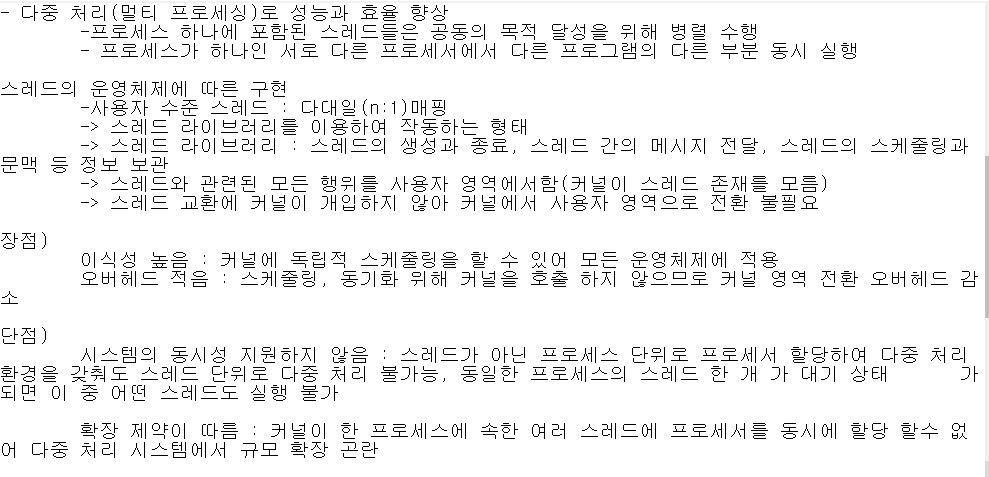 - 다중 처리(멀티 프로세싱)로 성능과 효율 향상
-프로세스 하나에 포함된 스레드들은 공동의 목적 달성을 위해 병렬 수행
- 프로세스가 하나인 서로 다른 프로세서에서 다른 프로그램의 다른 부분 동시 실행
스레드의 운영체제에 따른 구현
-사용자 수준 스레드 : 다대일(n:1)매핑
-> 스레드 라이브러리를 이용하여 작동하는 형태
-> 스레드 라이브러리 : 스레드의 생성과 종료, 스레드 간의 메시지 전달, 스레드의 스케줄링과
문맥 등 정보 보관
-> 스레드와 관련된 모든 행위를 사용자 영역에서함(커널이 스레드 존재를 모름)
-> 스레드 교환에 커널이 개입하지 않아 커널에서 사용자 영역으로 전환 불필요
장점)
이식성 높음 : 커널에 독립적 스케줄링을 할 수 있어 모든 운영체제에 적용
오버헤드 적음 : 스케줄링, 동기화 위해 커널을 호출 하지 않으므로 커널 영역 전환 오버헤드 감
소
단점)
시스템의 동시성 지원하지 않음 : 스레드가 아닌 프로세스 단위로 프로세서 할당하여 다중 처리
환경을 갖춰도 스레드 단위로 다중 처리 불가능, 동일한 프로세스의 스레드 한 개 가 대기 상태 가
되면 이 중 어떤 스레드도 실행 불가
확장 제약이 따름 : 커널이 한 프로세스에 속한 여러 스레드에 프로세서를 동시에 할당 할수 없
어 다중 처리 시스템에서 규모 확장 곤란